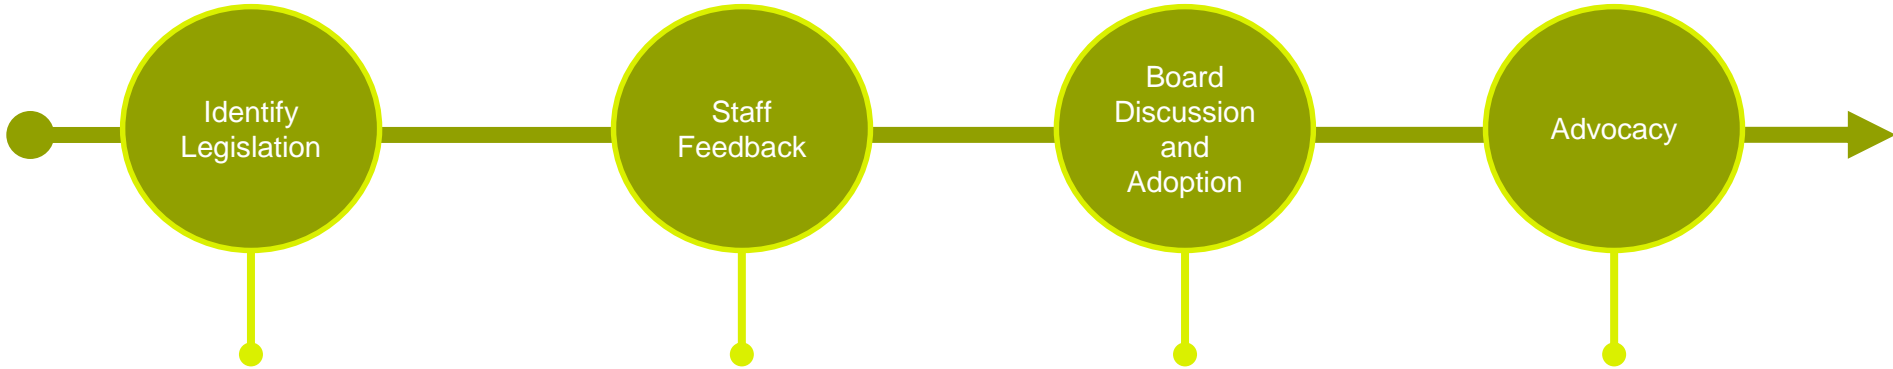 Identify
Legislation
Staff
Feedback
Board
Discussion
and
Adoption
Advocacy